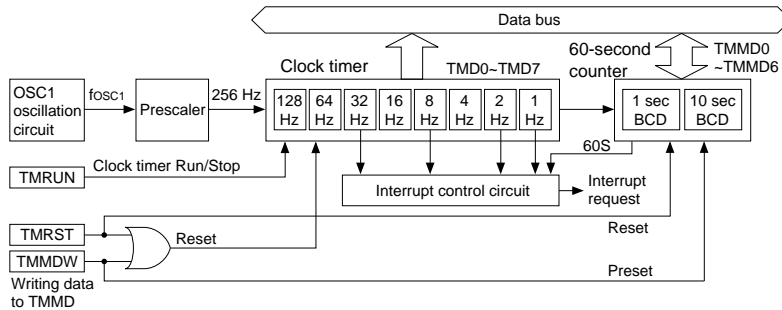 Data bus
Clock timer
TMD0~TMD7
60-second
counter
TMMD0
~TMMD6
OSC1
oscillation
circuit
fOSC1
Prescaler
256 Hz
128
Hz
64
Hz
32
Hz
16
Hz
8
Hz
4
Hz
2
Hz
1
Hz
1 sec
BCD
10 sec
BCD
TMRUN
Clock timer Run/Stop
60S
Interrupt control circuit
Interrupt
request
TMRST
Reset
Reset
TMMDW
Preset
Writing data
to TMMD